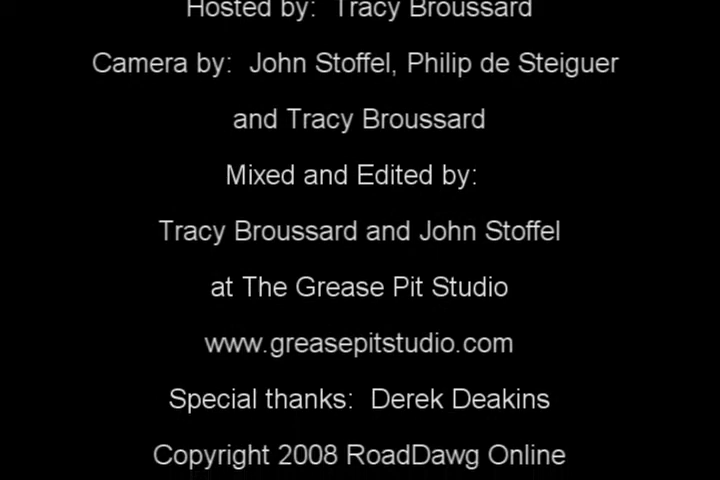 Hosted by: Tracy Broussard
Camera by: John Stoffel, Philip de Steiguer
and Tracy Broussard
Mixed and Edited by:
Tracy Broussard and John Stoffel
at The Grease Pit Studio
www.greasepitstudio.com
Special thanks: Derek Deakins
Copyright 2008 RoadDawg Online